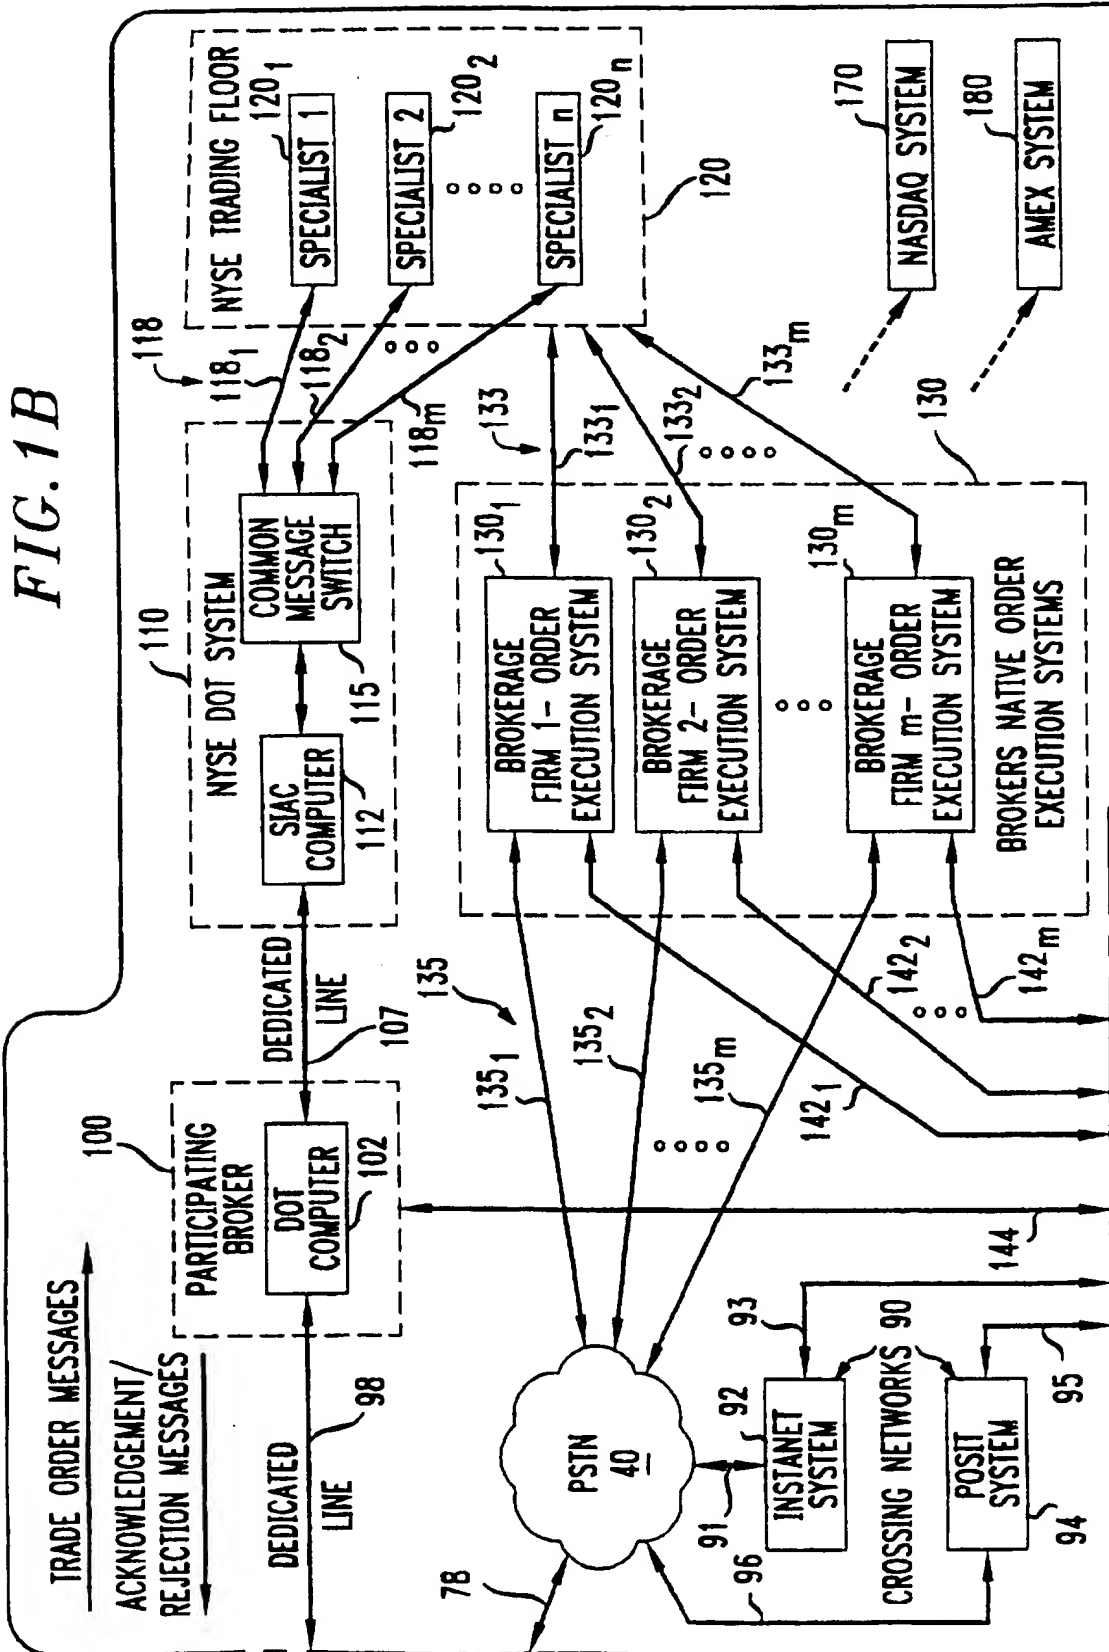 FIG. 1B
TRADE ORDER MESSAGES
ACKNOWLEDGEMENT/
REJECTION MESSAGES
DEDICATED
LINE
98
100
PARTICIPATING
BROKER
DOT
COMPUTER
102
DEDICATED
LINE
107
110
NYSE DOT SYSTEM
SIAC
COMPUTER
112
COMMON
MESSAGE
SWITCH
115
118
118₁
118₂
118m
NYSE TRADING FLOOR
SPECIALIST 1
120₁
SPECIALIST 2
120₂
SPECIALIST n
120n
120
78
PSTN
40
135
135₁
135₂
135m
BROKERAGE
FIRM 1- ORDER
EXECUTION SYSTEM
130₁
BROKERAGE
FIRM 2- ORDER
EXECUTION SYSTEM
130₂
BROKERAGE
FIRM m- ORDER
EXECUTION SYSTEM
130m
BROKERS NATIVE ORDER
EXECUTION SYSTEMS
130
133
133₁
133₂
133m
142₁
142₂
142m
144
91
INSTANET
SYSTEM
92
93
96
CROSSING NETWORKS 90
POSIT
SYSTEM
94
95
NASDAQ SYSTEM
170
AMEX SYSTEM
180